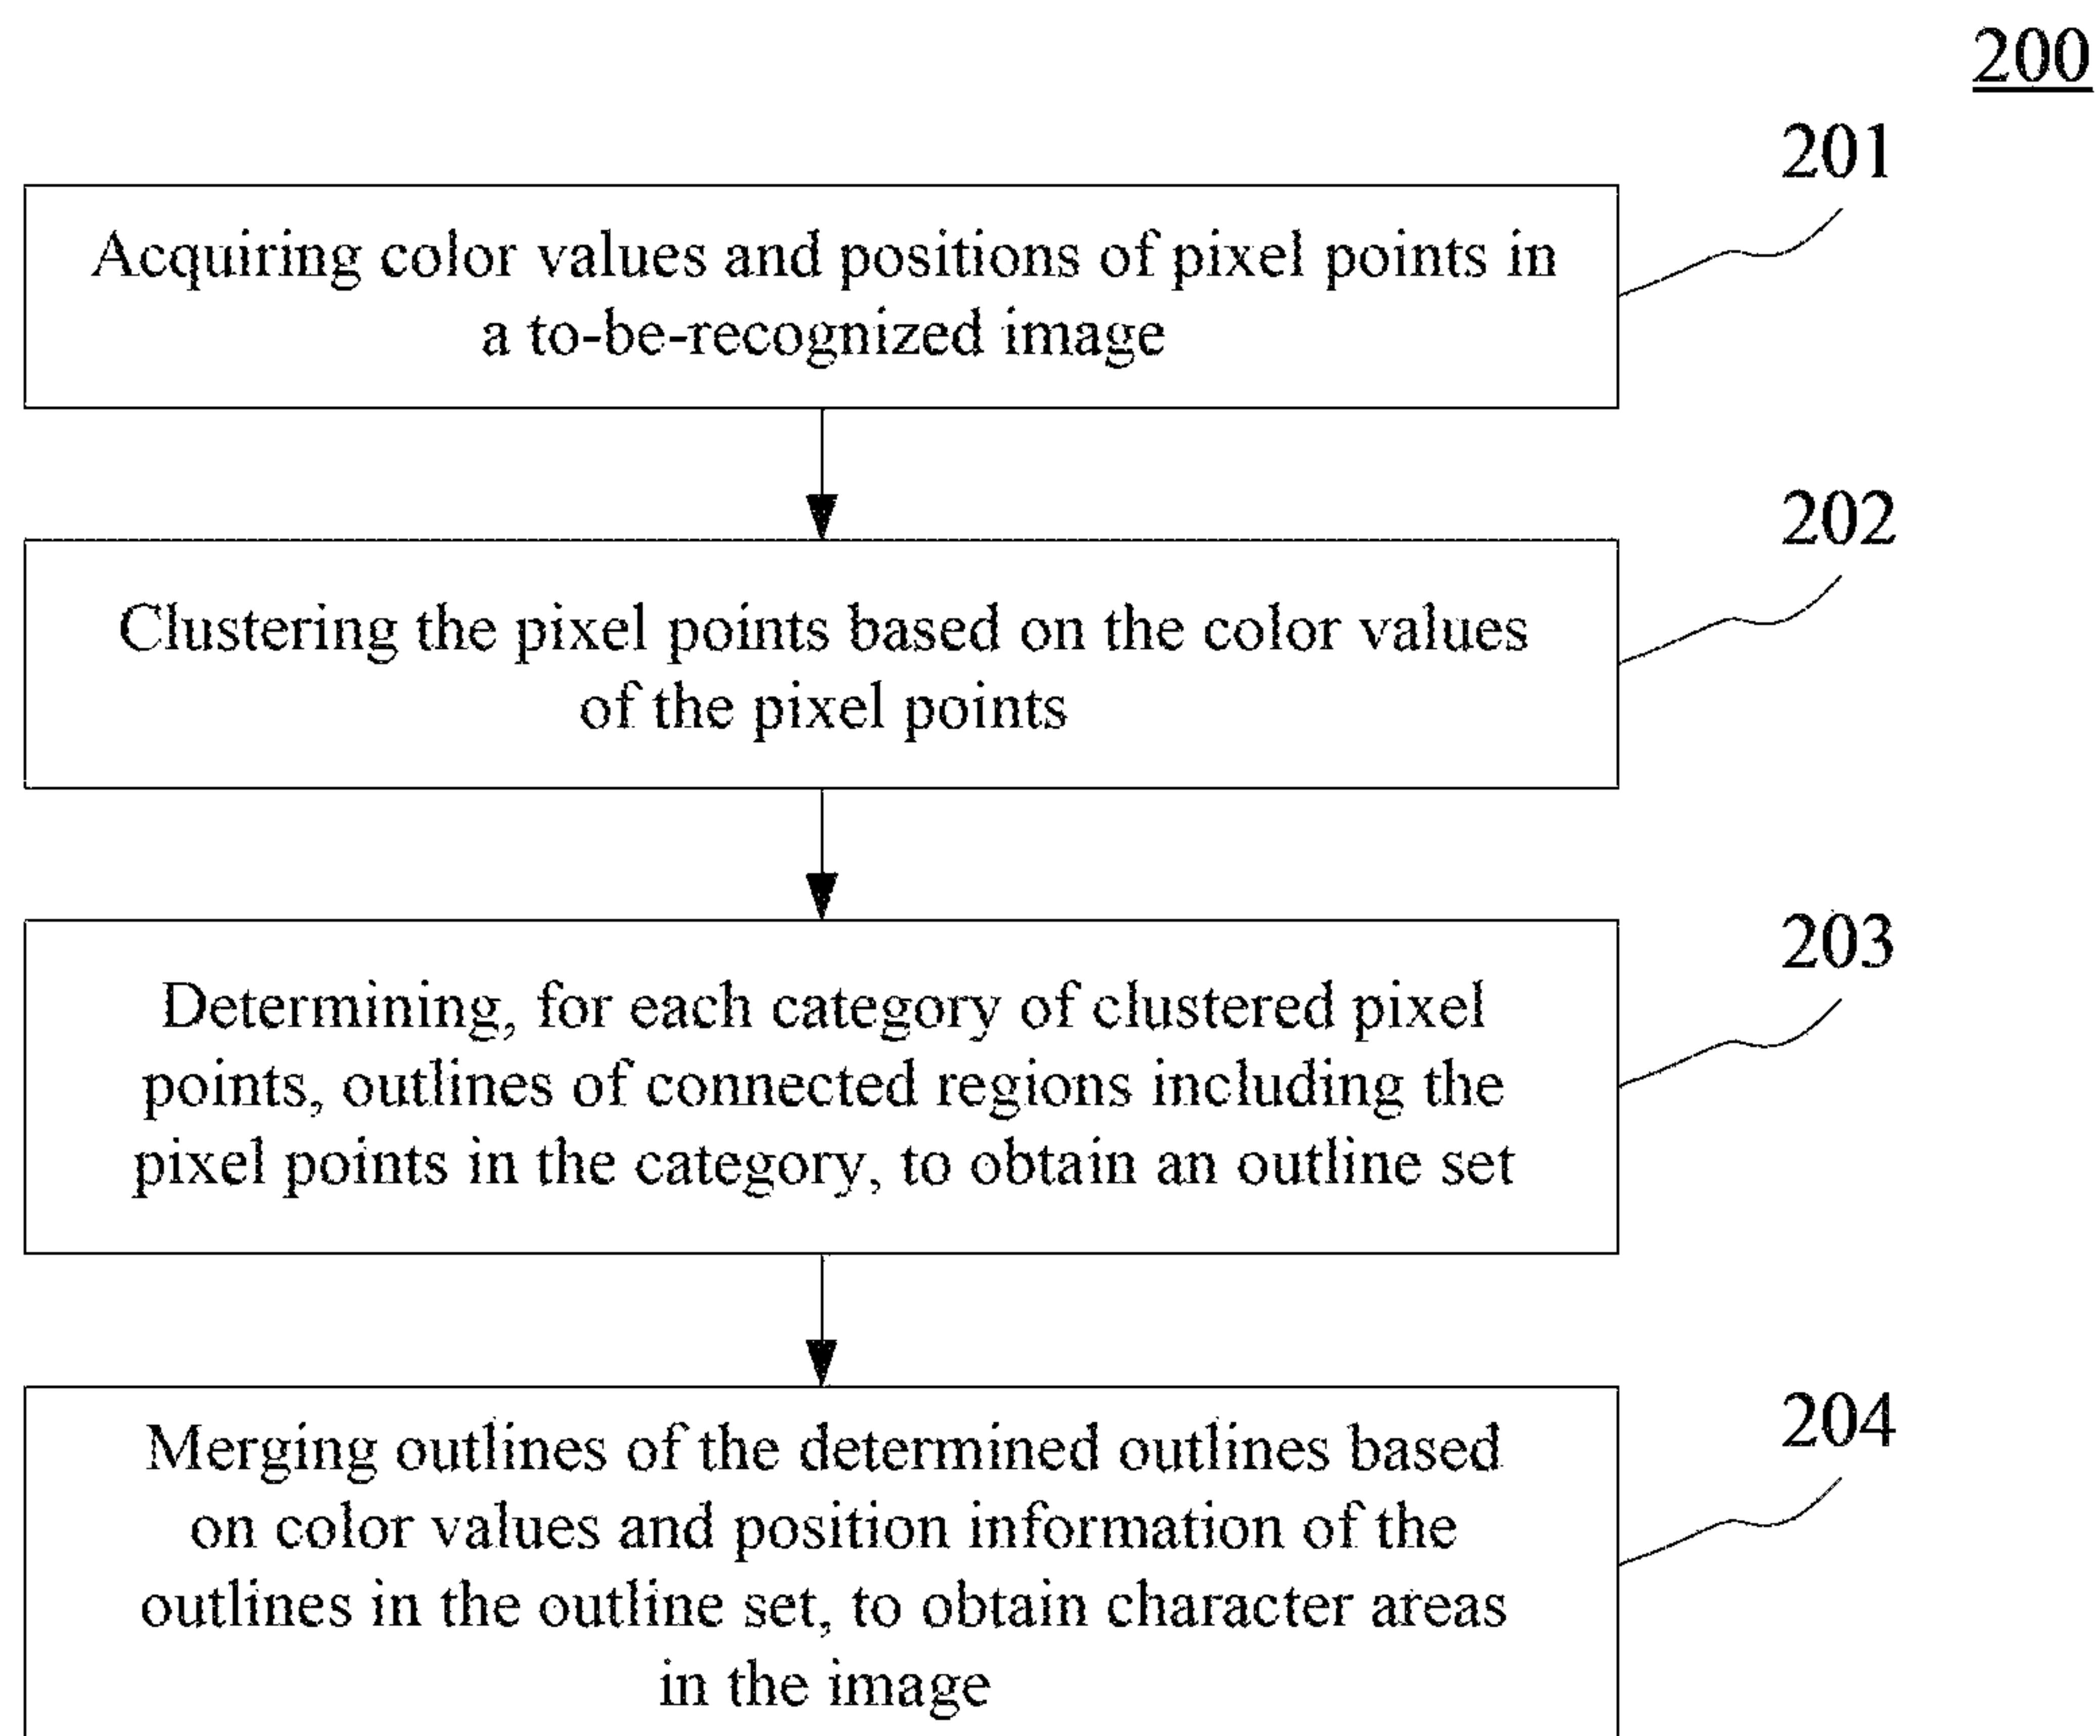 200
201
Acquiring color values and positions of pixel points in
a to-be-recognized image
202
Clustering the pixel points based on the color values
of the pixel points
203
Determining, for each category of clustered pixel
points, outlines of connected regions including the
pixel points in the category, to obtain an outline set
204
Merging outlines of the determined outlines based
on color values and position information of the
outlines in the outline set, to obtain character areas
in the image